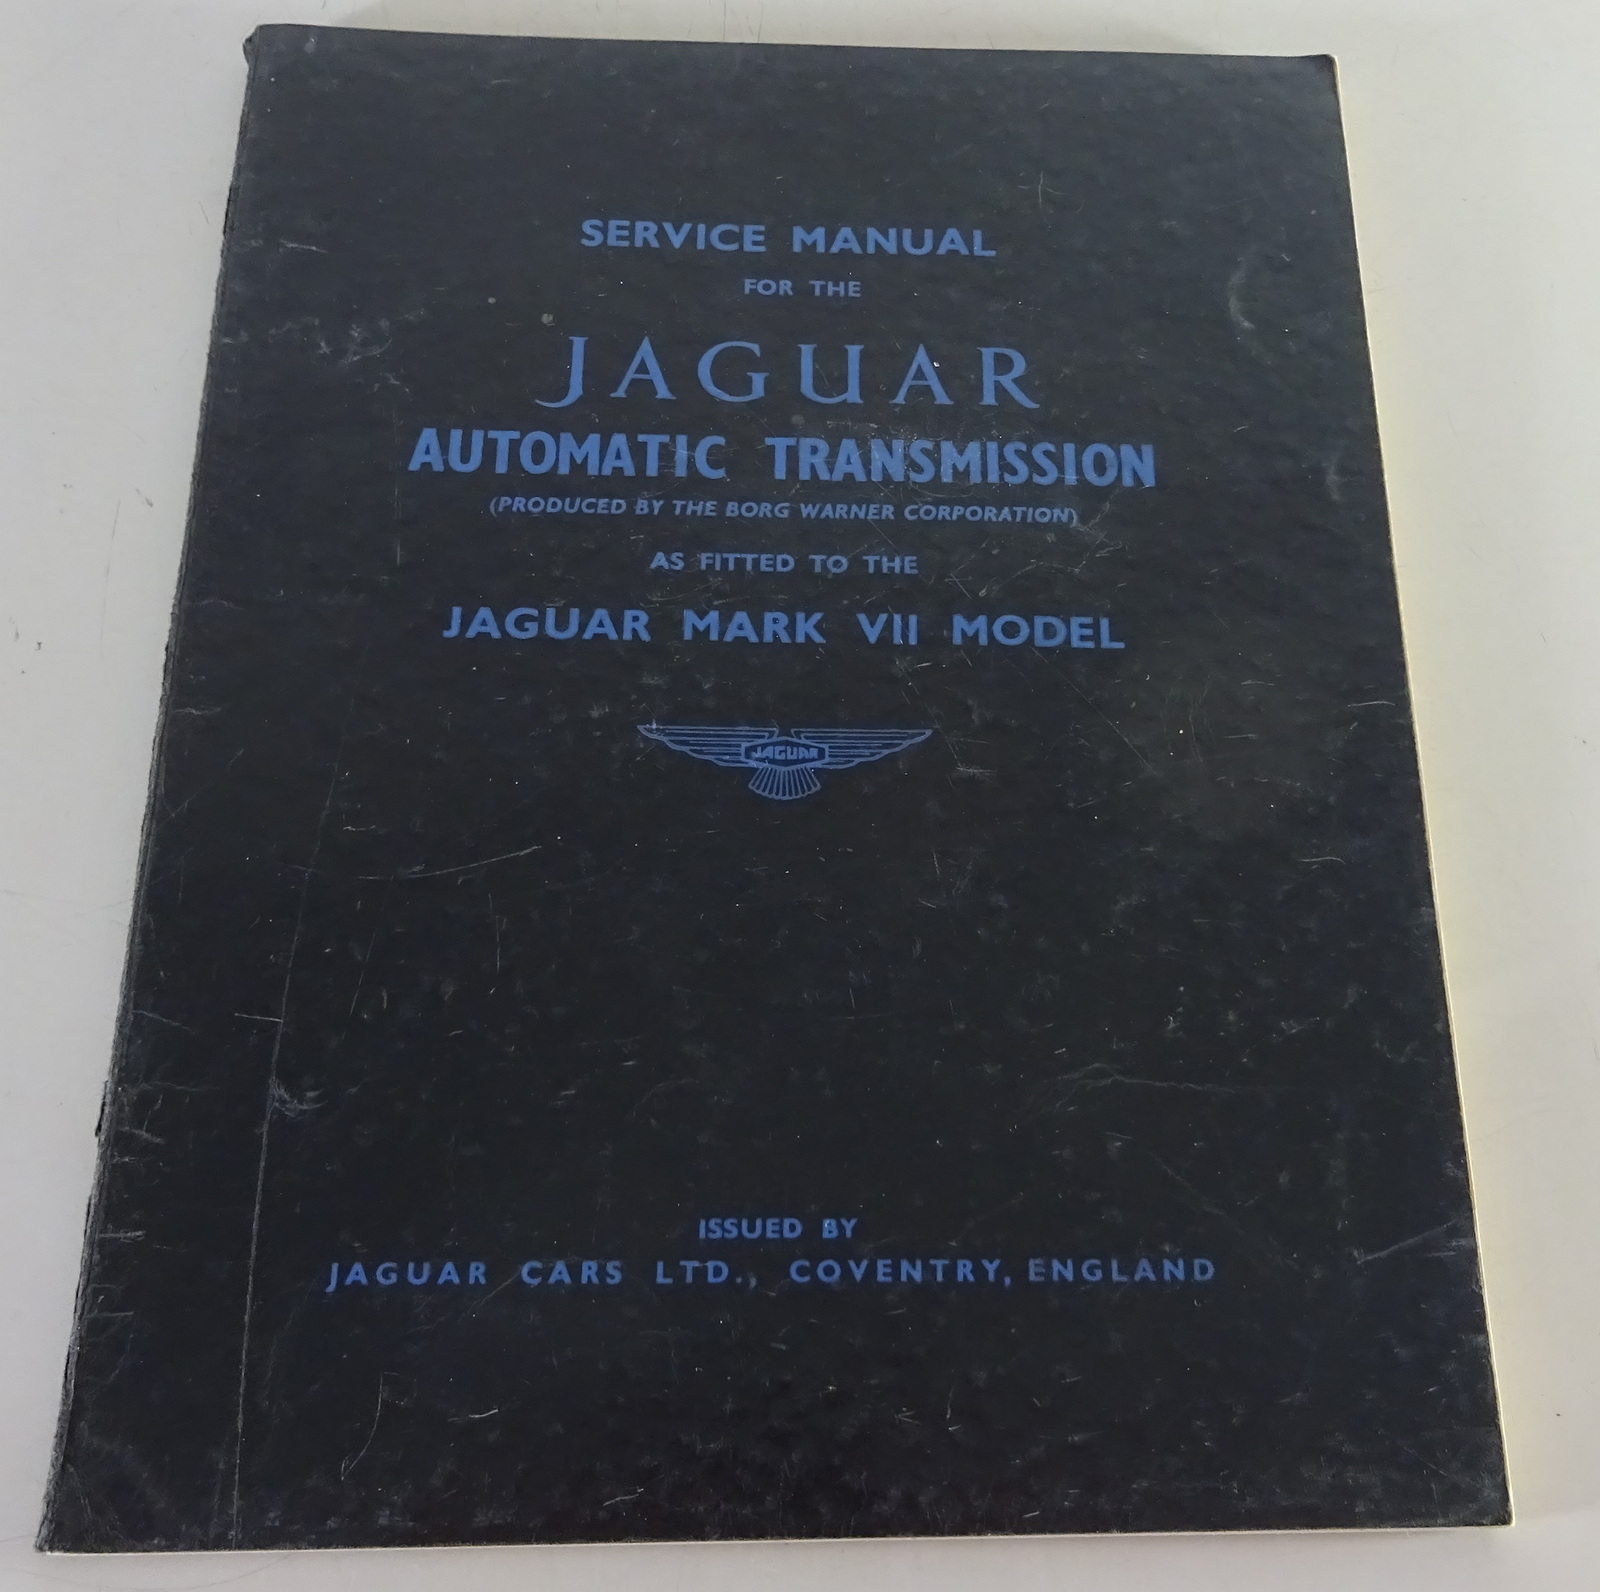 SERVICE MANUAL
FOR THE
JAGUAR
AUTOMATIC TRANSMISSION
(PRODUCED BY THE BORG WARNER CORPORATION)
AS FITTED TO THE
JAGUAR MARK VII MODEL
JAGUAR
ISSUED BY
JAGUAR CARS LTD., COVENTRY, ENGLAND